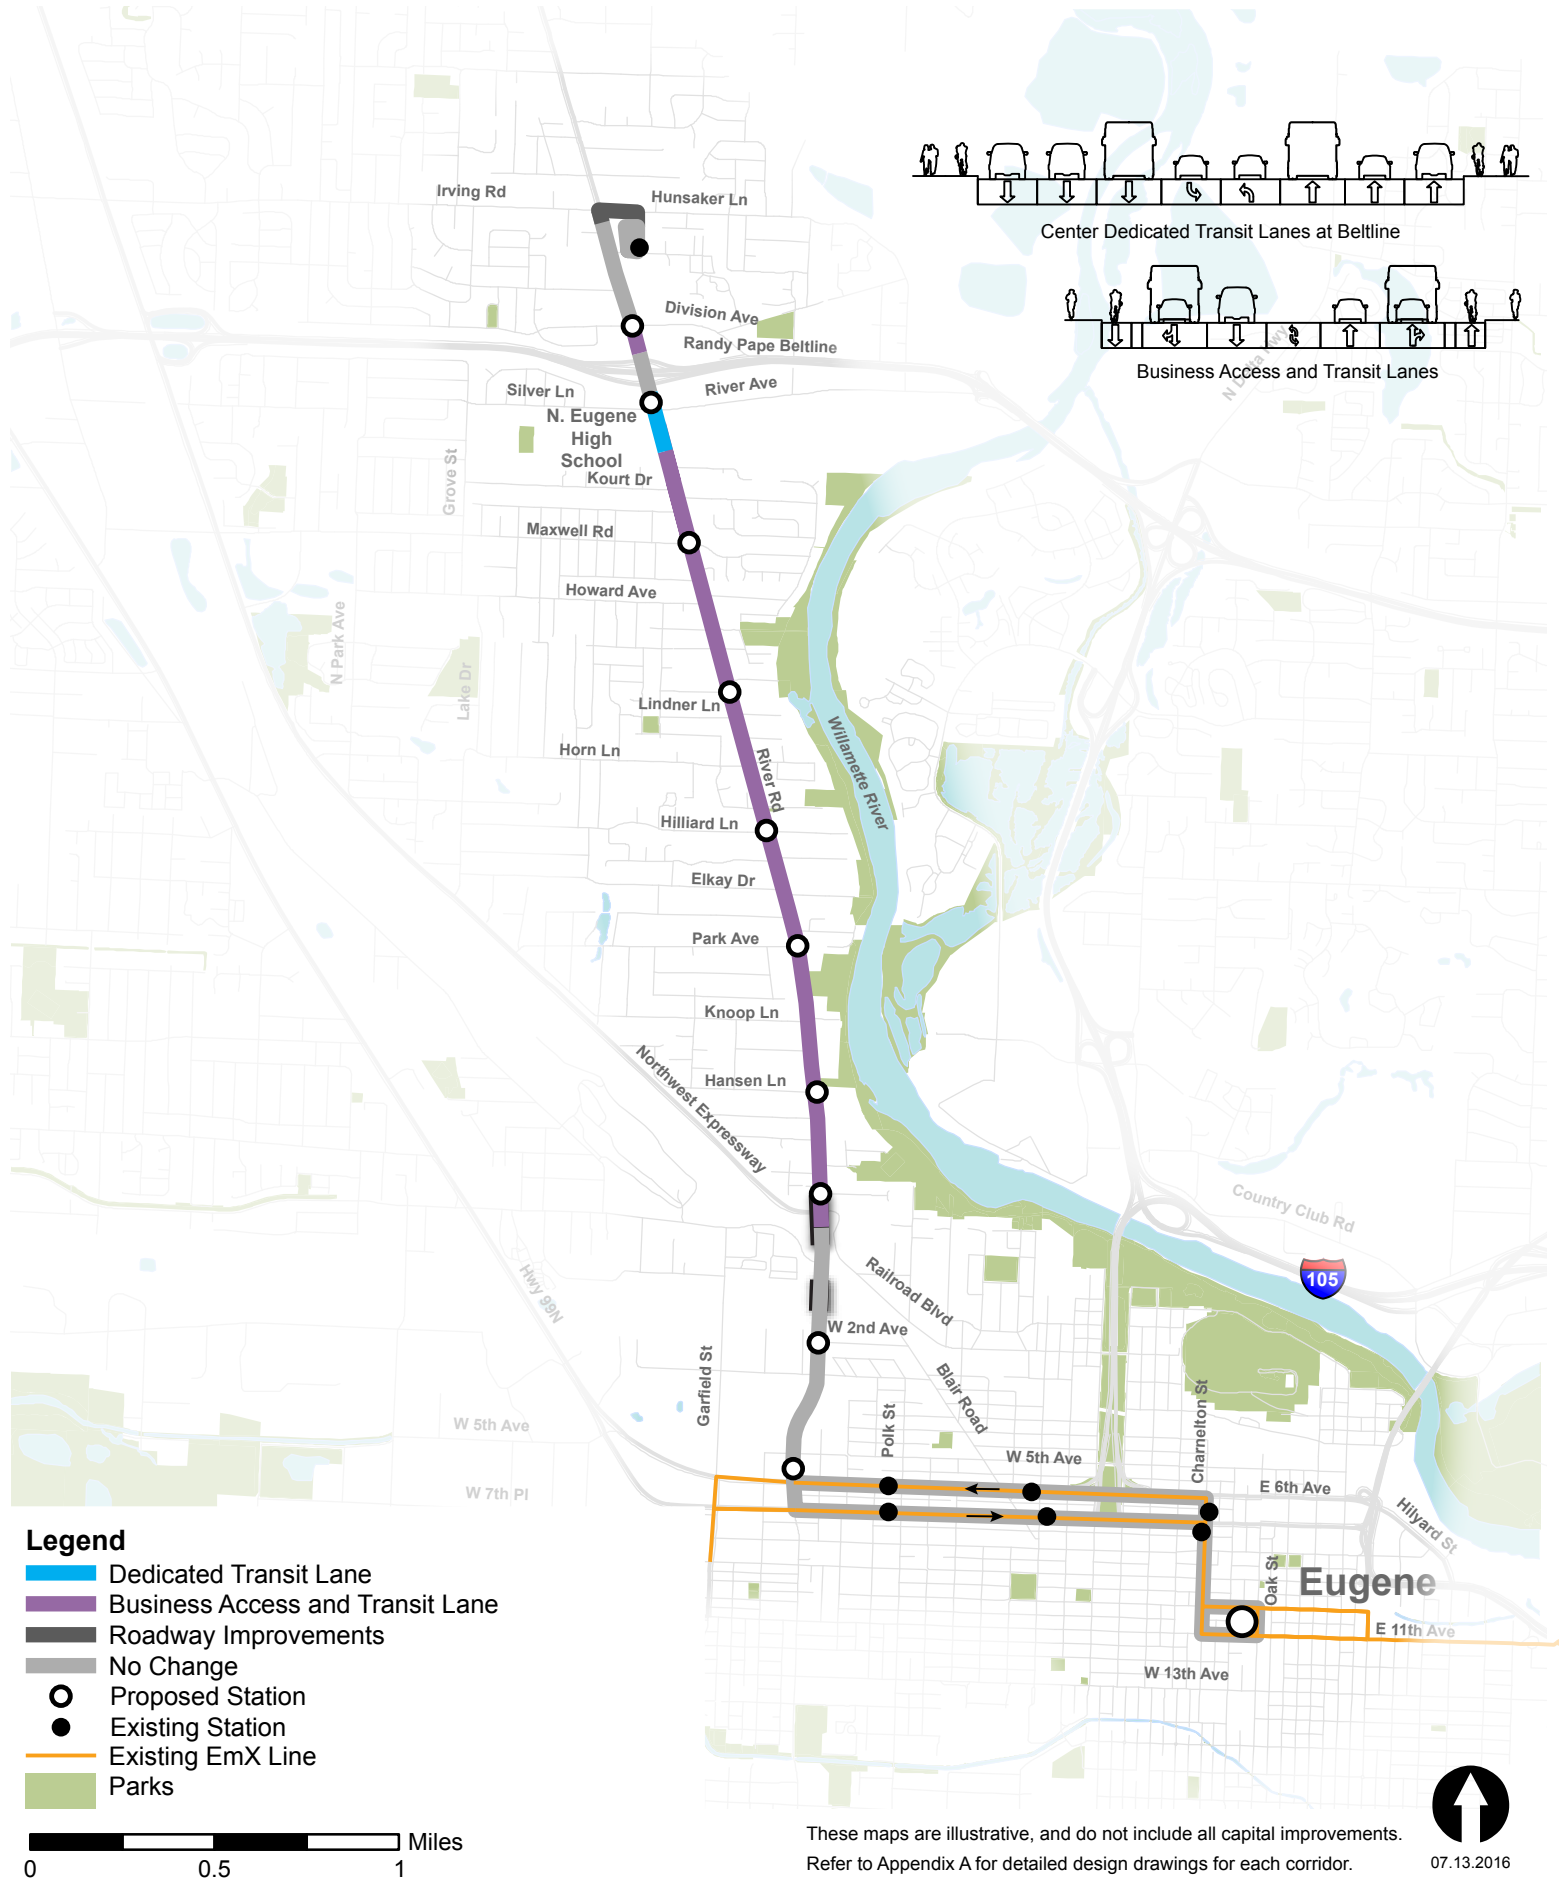 Irving Rd
Hunsaker Ln
Center Dedicated Transit Lanes at Beltline
Division Ave
Randy Pape Beltline
Business Access and Transit Lanes
N Delta Hwy
Silver Ln
River Ave
N. Eugene
High
School
Kourt Dr
Grove St
Maxwell Rd
Howard Ave
N Park Ave
Lake Dr
Lindner Ln
Horn Ln
River Rd
Willamette River
Hilliard Ln
Elkay Dr
Park Ave
Knoop Ln
Northwest Expressway
Hansen Ln
Country Club Rd
Hwy 99N
Railroad Blvd
105
W 2nd Ave
Garfield St
Blair Road
Charnelton St
Polk St
W 5th Ave
W 5th Ave
W 7th Pl
E 6th Ave
Hilyard St
Oak St
Eugene
E 11th Ave
W 13th Ave
Legend
Dedicated Transit Lane
Business Access and Transit Lane
Roadway Improvements
No Change
Proposed Station
Existing Station
Existing EmX Line
Parks
Miles
0 0.5 1
These maps are illustrative, and do not include all capital improvements.
Refer to Appendix A for detailed design drawings for each corridor.
07.13.2016